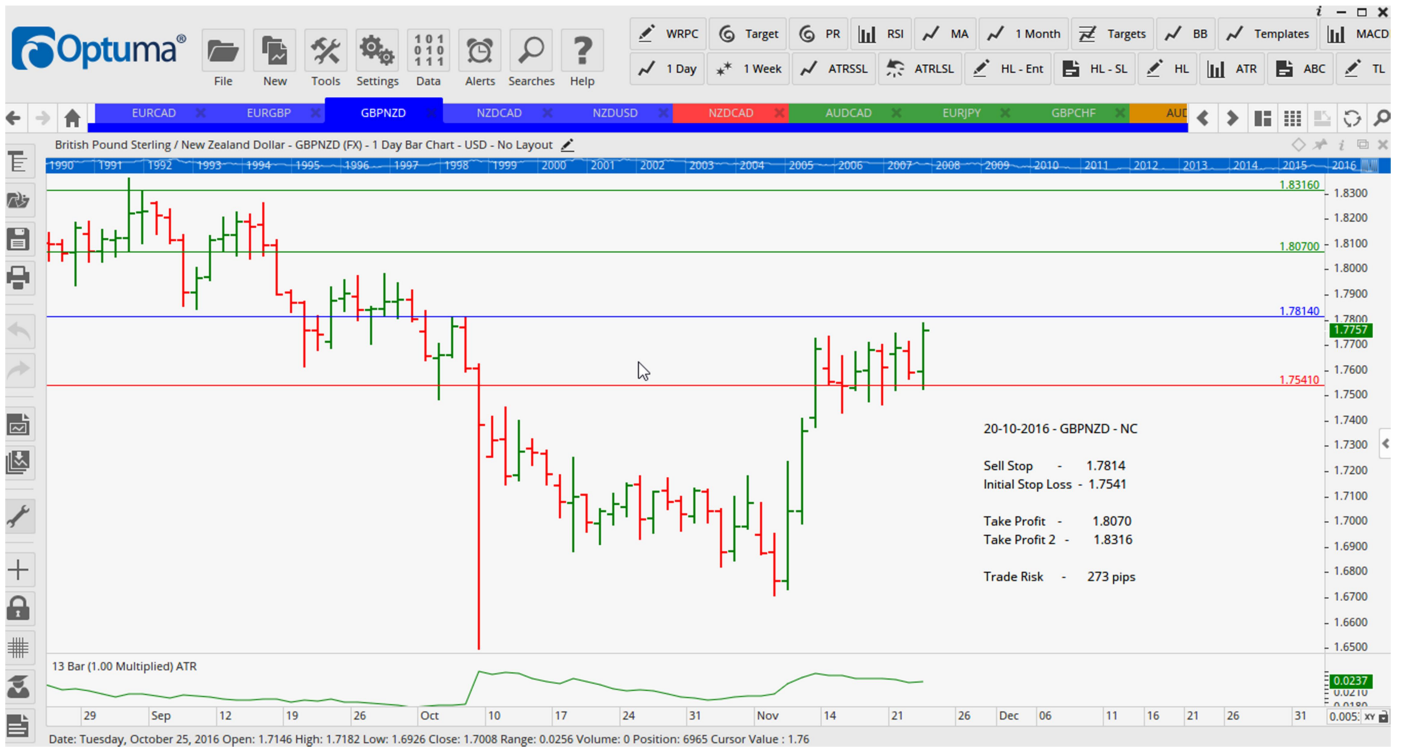 i
Optuma®
File
New
Tools
Settings
101
010
111
Data
Alerts
Searches
?
Help
WRPC
Target
PR
RSI
MA
1 Month
Targets
BB
Templates
MACD
1 Day
1 Week
ATRSSL
ATRLSL
HL - Ent
HL - SL
HL
ATR
ABC
TL
EURCAD
EURGBP
GBPNZD
NZDCAD
NZDUSD
NZDCAD
AUDCAD
EURJPY
GBPCHF
British Pound Sterling / New Zealand Dollar - GBPNZD (FX) - 1 Day Bar Chart - USD - No Layout
1990 1991 1992 1993 1994 1995 1996 1997 1998 1999 2000 2001 2002 2003 2004 2005 2006 2007 2008 2009 2010 2011 2012 2013 2014 2015 2016
1.83160
1.80700
1.78140
1.75410
1.8300
1.8200
1.8100
1.8000
1.7900
1.7800
1.7757
1.7700
1.7600
1.7500
1.7400
1.7300
1.7200
1.7100
1.7000
1.6900
1.6800
1.6700
1.6600
1.6500
20-10-2016 - GBPNZD - NC
Sell Stop - 1.7814
Initial Stop Loss - 1.7541
Take Profit - 1.8070
Take Profit 2 - 1.8316
Trade Risk - 273 pips
13 Bar (1.00 Multiplied) ATR
0.0237
0.0210
0.0180
29 Sep 12 19 26 Oct 10 17 24 31 Nov 14 21 26 Dec 06 11 16 21 26 31
XY
Date: Tuesday, October 25, 2016 Open: 1.7146 High: 1.7182 Low: 1.6926 Close: 1.7008 Range: 0.0256 Volume: 0 Position: 6965 Cursor Value : 1.76